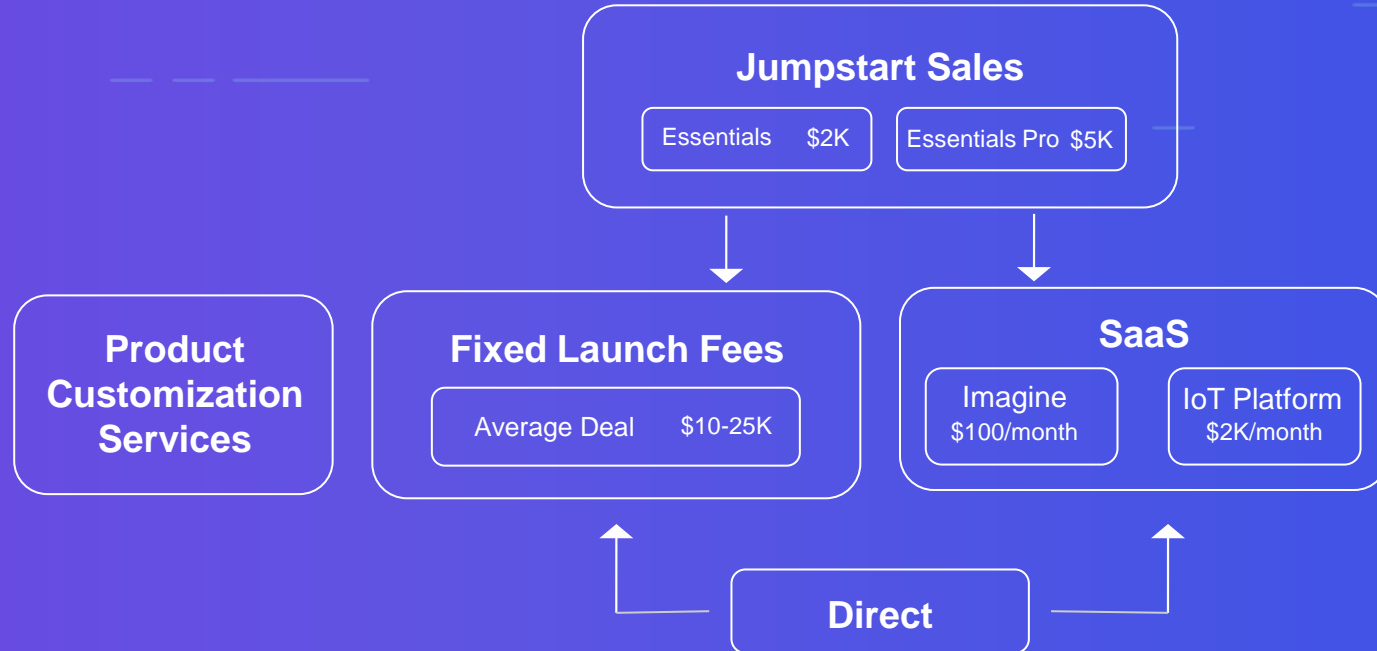 Jumpstart Sales
Essentials $2K
Essentials Pro $5K
Product
Customization
Services
Fixed Launch Fees
Average Deal $10-25K
SaaS
Imagine
$100/month
IoT Platform
$2K/month
Direct